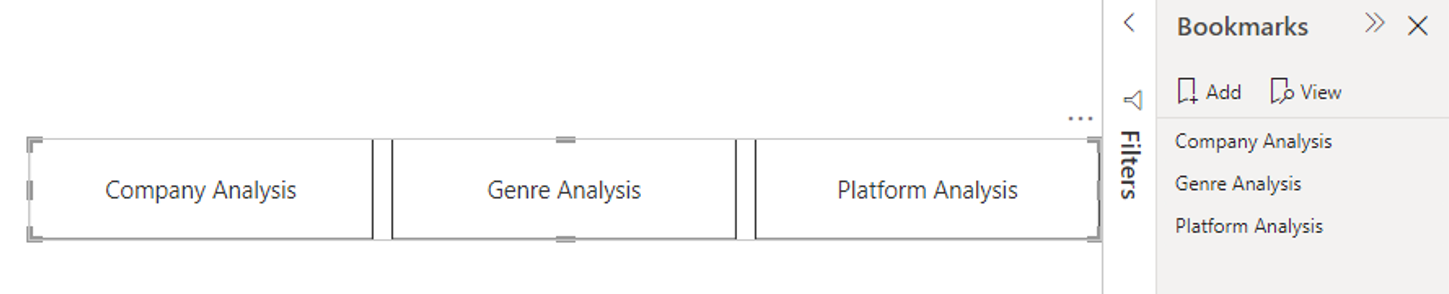 Bookmarks
Add View
Company Analysis Genre Analysis Platform Analysis
Filters
Company Analysis
Genre Analysis
Platform Analysis